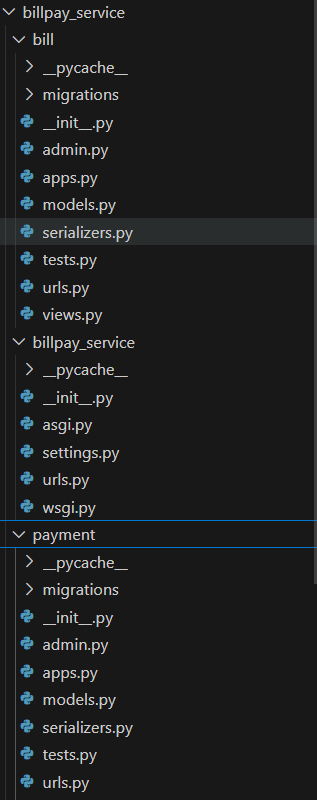 billpay_service
bill
__pycache__
migrations
__init__.py
admin.py
apps.py
models.py
serializers.py
tests.py
urls.py
views.py
billpay_service
__pycache__
__init__.py
asgi.py
settings.py
urls.py
wsgi.py
payment
__pycache__
migrations
__init__.py
admin.py
apps.py
models.py
serializers.py
tests.py
urls.py